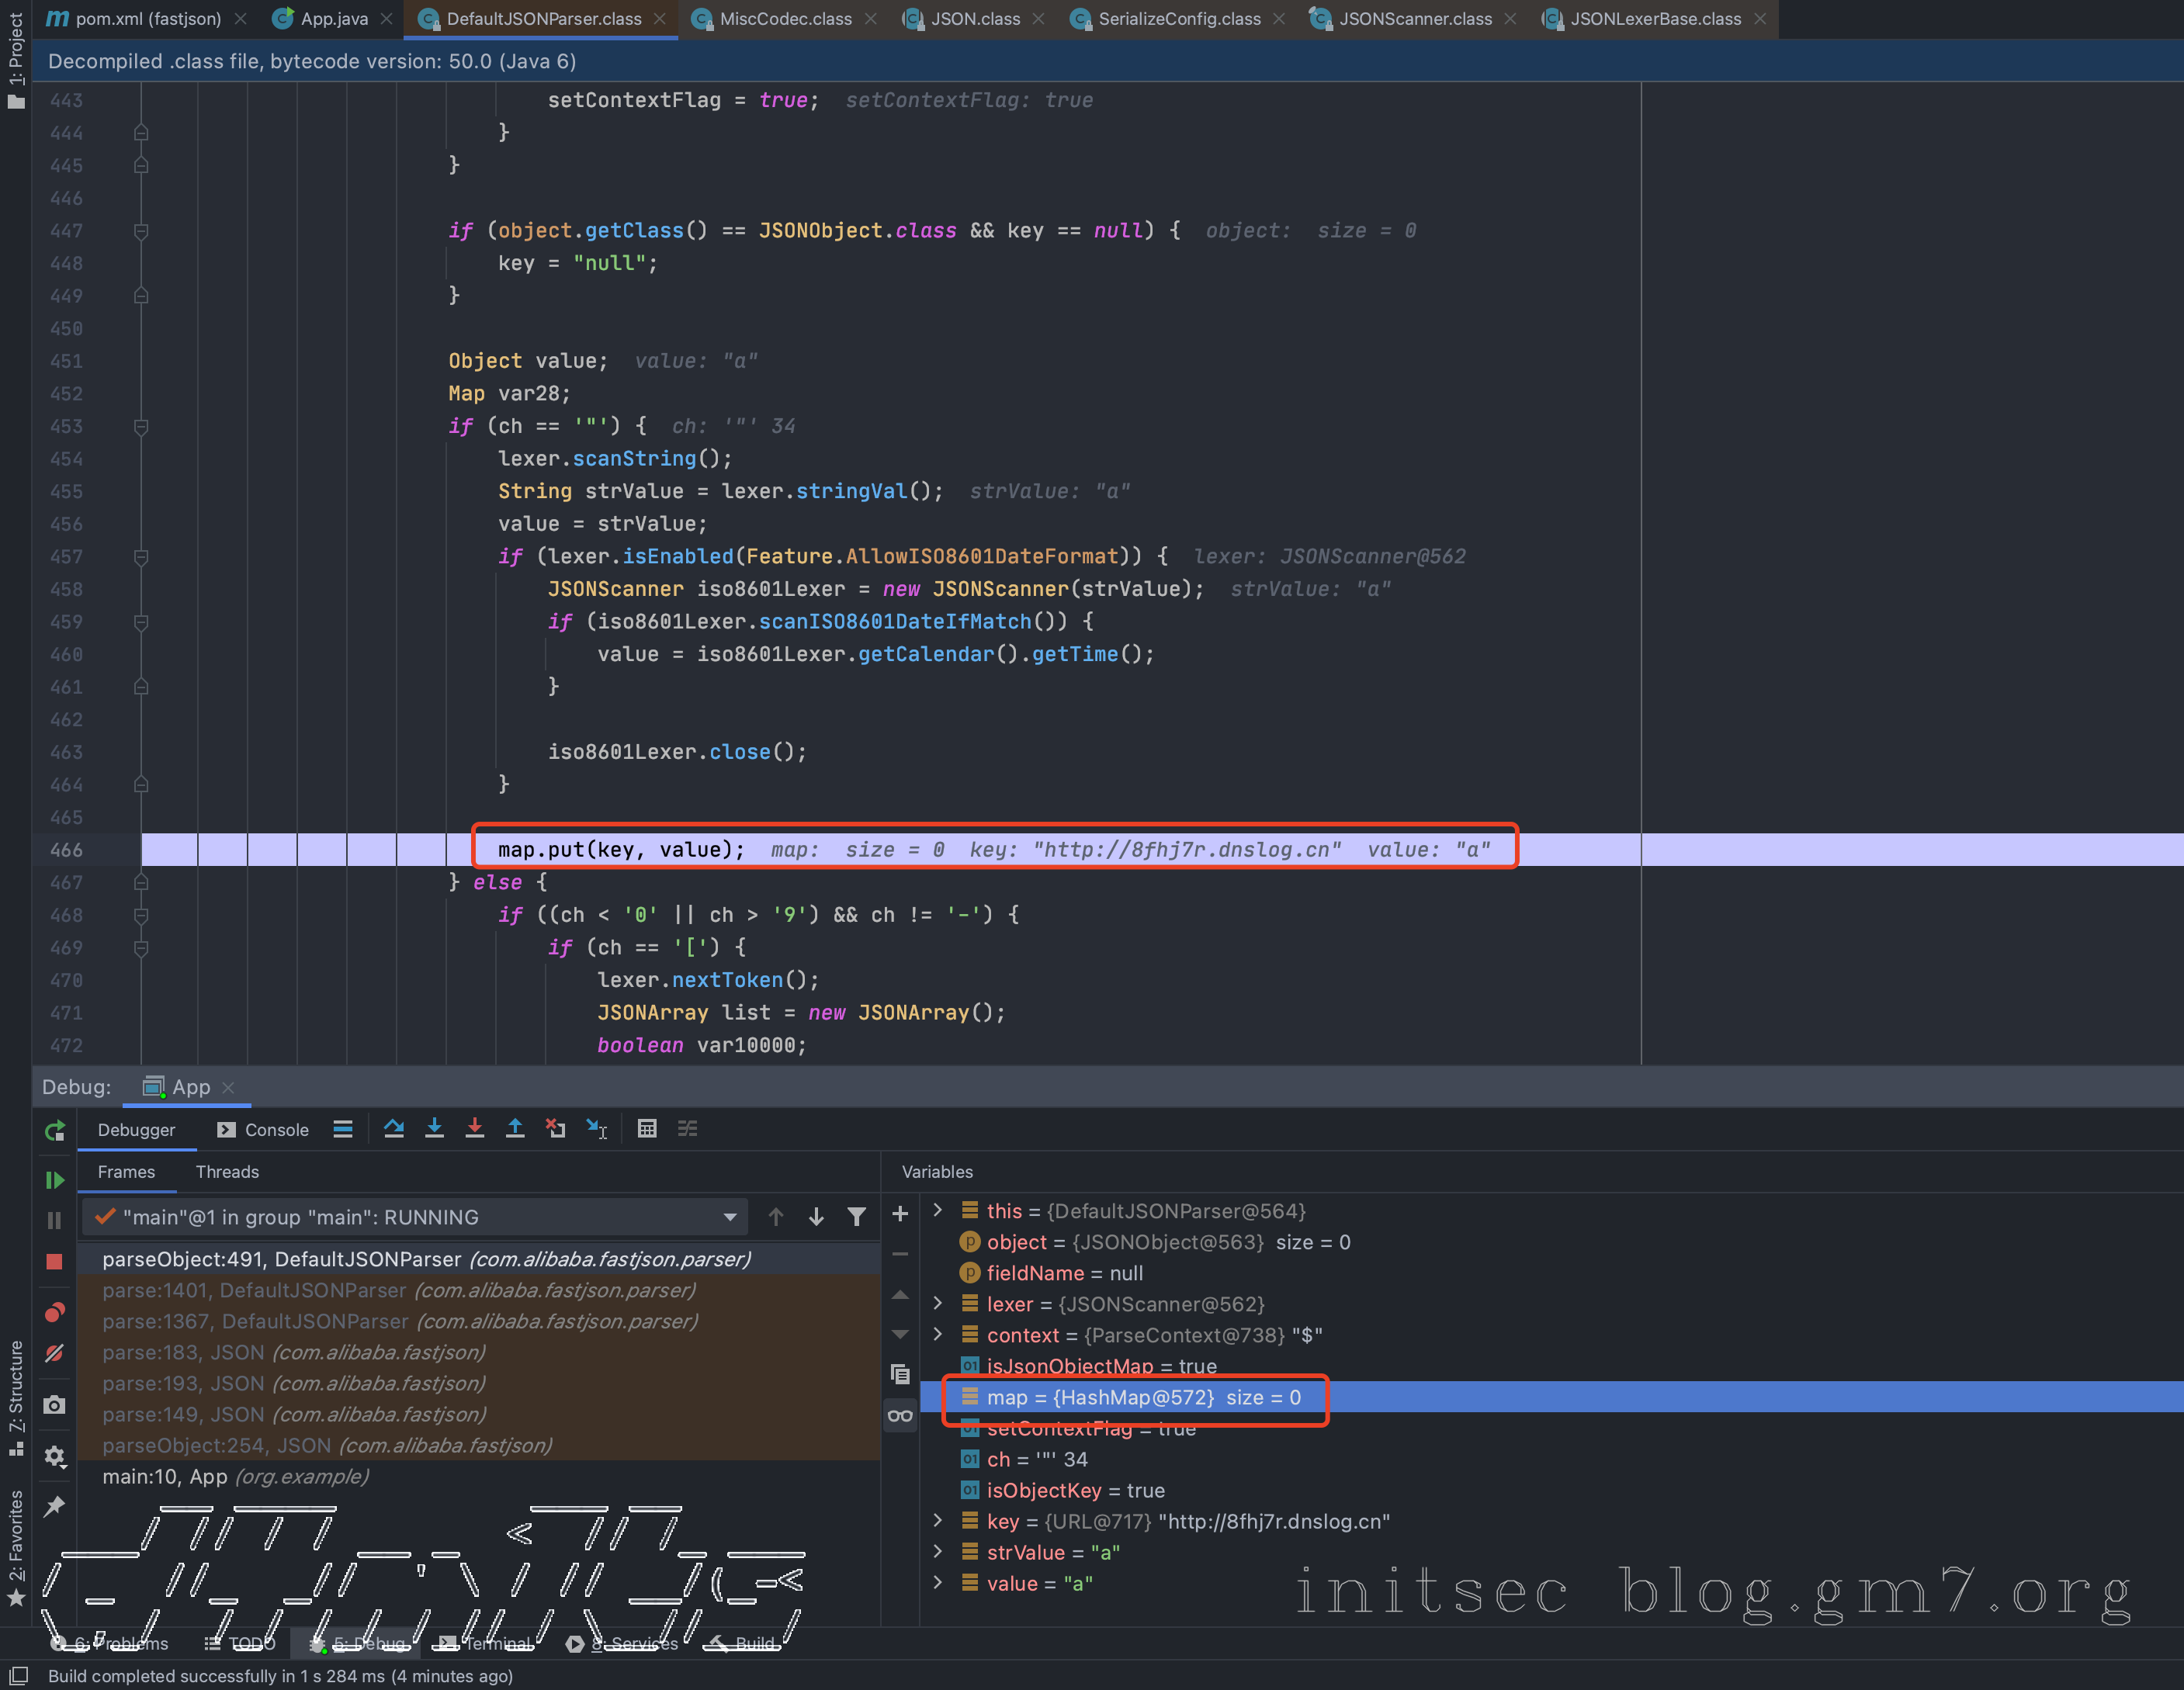 1: Project
pom.xml (fastjson) App.java DefaultJSONParser.class MiscCodec.class JSON.class SerializeConfig.class JSONScanner.class JSONLexerBase.class
Decompiled .class file, bytecode version: 50.0 (Java 6)
443 setContextFlag = true; setContextFlag: true
444 }
445 }
446
447 if (object.getClass() == JSONObject.class && key == null) { object: size = 0
448 key = "null";
449 }
450
451 Object value; value: "a"
452 Map var28;
453 if (ch == '"') { ch: '"' 34
454 lexer.scanString();
455 String strValue = lexer.stringVal(); strValue: "a"
456 value = strValue;
457 if (lexer.isEnabled(Feature.AllowISO8601DateFormat)) { lexer: JSONScanner@562
458 JSONScanner iso8601Lexer = new JSONScanner(strValue); strValue: "a"
459 if (iso8601Lexer.scanISO8601DateIfMatch()) {
460 value = iso8601Lexer.getCalendar().getTime();
461 }
462
463 iso8601Lexer.close();
464 }
465
466 map.put(key, value); map: size = 0 key: "http://8fhj7r.dnslog.cn" value: "a"
467 } else {
468 if ((ch < '0' || ch > '9') && ch != '-') {
469 if (ch == '[') {
470 lexer.nextToken();
471 JSONArray list = new JSONArray();
472 boolean var10000;
Debug: App
Debugger Console
Frames Threads
"main"@1 in group "main": RUNNING
parseObject:491, DefaultJSONParser (com.alibaba.fastjson.parser)
parse:1401, DefaultJSONParser (com.alibaba.fastjson.parser)
parse:1367, DefaultJSONParser (com.alibaba.fastjson.parser)
parse:183, JSON (com.alibaba.fastjson)
parse:193, JSON (com.alibaba.fastjson)
parse:149, JSON (com.alibaba.fastjson)
parseObject:254, JSON (com.alibaba.fastjson)
main:10, App (org.example)
Variables
this = {DefaultJSONParser@564}
object = {JSONObject@563} size = 0
fieldName = null
lexer = {JSONScanner@562}
context = {ParseContext@738} "$"
isJsonObjectMap = true
map = {HashMap@572} size = 0
setContextFlag = true
ch = '"' 34
isObjectKey = true
key = {URL@717} "http://8fhj7r.dnslog.cn"
strValue = "a"
value = "a"
initsec blog.gm7.org
Z: Structure
2: Favorites
6: Problems TODO 5: Debug Terminal 8: Services Build
Build completed successfully in 1 s 284 ms (4 minutes ago)